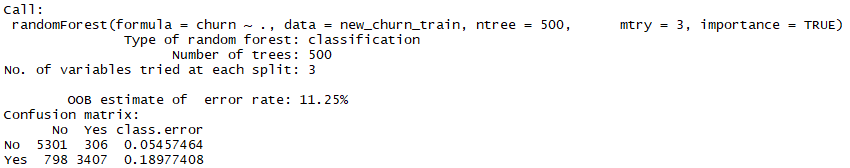 Call:
randomForest(formula = churn ~ ., data = new_churn_train, ntree = 500,      mtry = 3, importance = TRUE)
Type of random forest: classification
Number of trees: 500
No. of variables tried at each split: 3
OOB estimate of  error rate: 11.25%
Confusion matrix:
No  Yes class.error
No  5301  306  0.05457464
Yes  798 3407  0.18977408